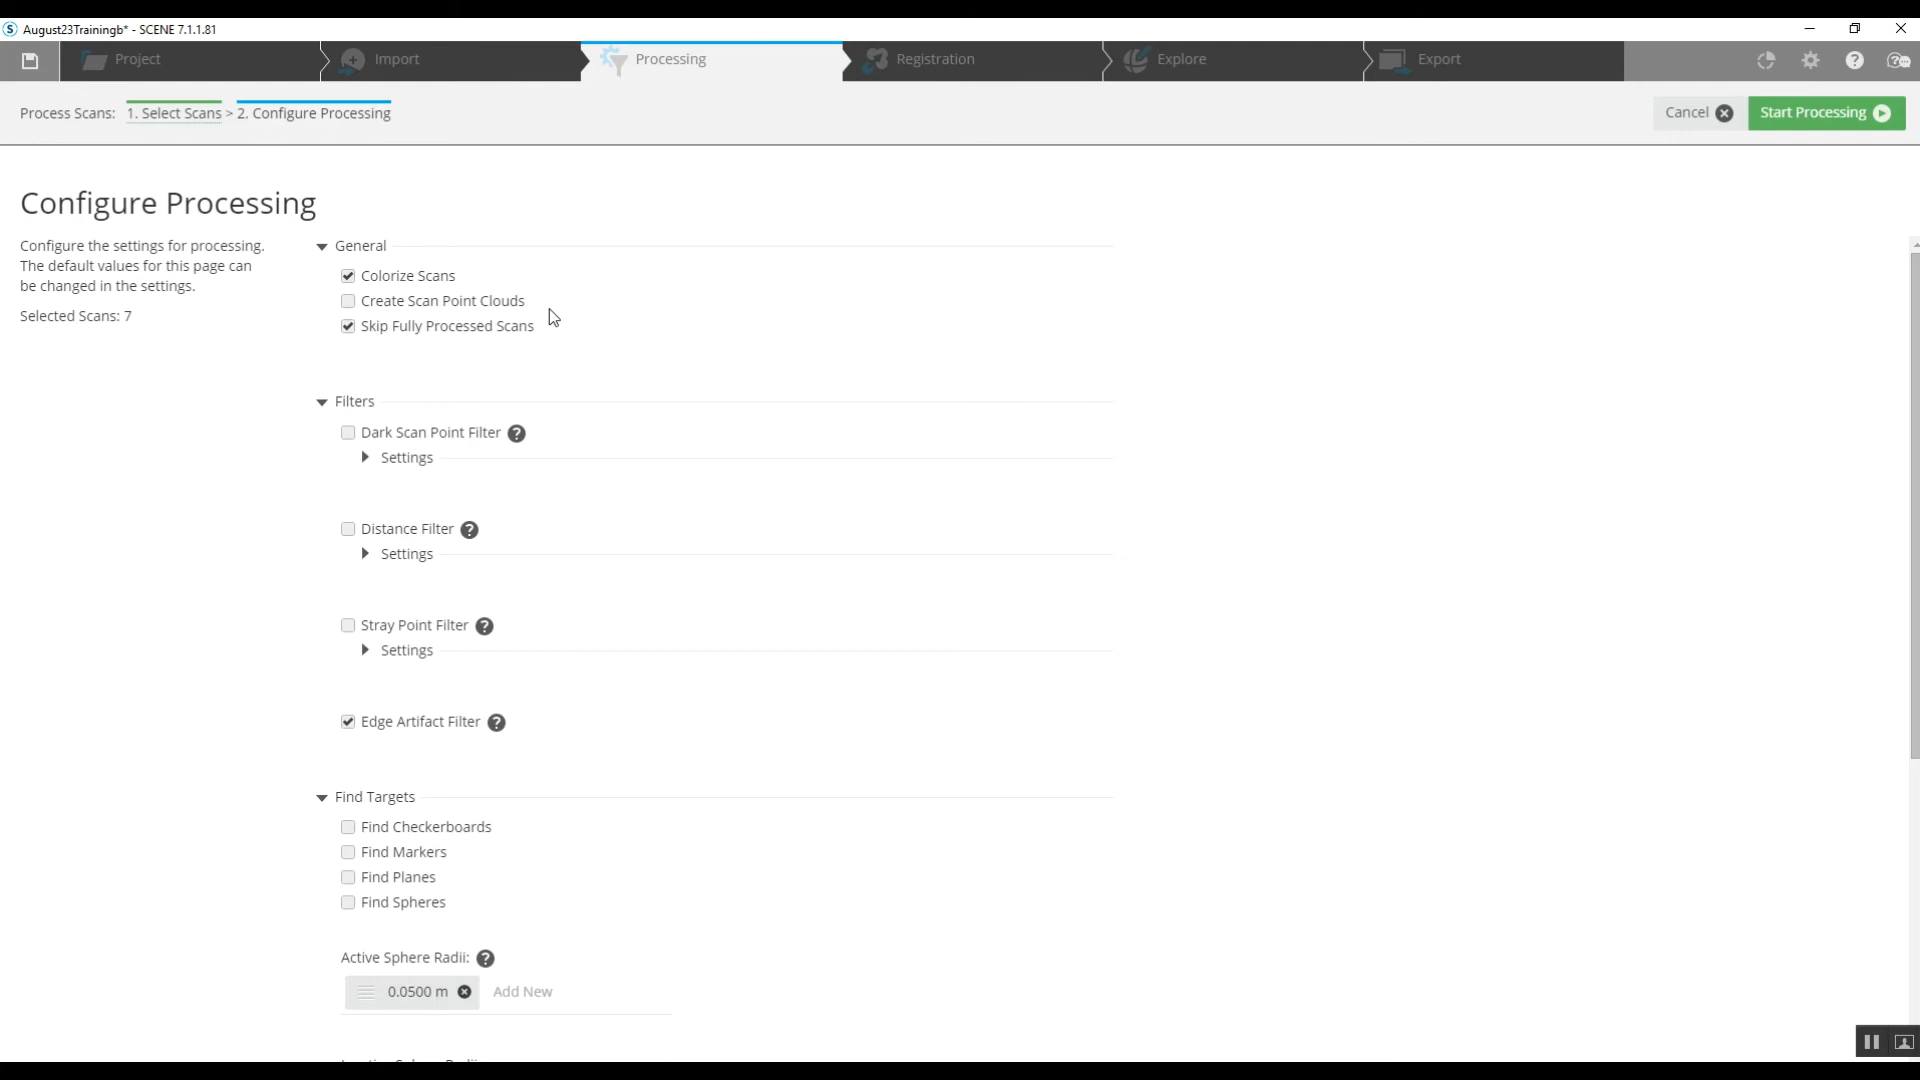 August23Trainingb* - SCENE 7.1.1.81
Project
Import
Processing
Registration
Explore
Export
Process Scans: 1. Select Scans > 2. Configure Processing
Cancel
Start Processing
Configure Processing
Configure the settings for processing.
The default values for this page can
be changed in the settings.
Selected Scans: 7
General
Colorize Scans
Create Scan Point Clouds
Skip Fully Processed Scans
Filters
Dark Scan Point Filter ?
Settings
Distance Filter ?
Settings
Stray Point Filter ?
Settings
Edge Artifact Filter ?
Find Targets
Find Checkerboards
Find Markers
Find Planes
Find Spheres
Active Sphere Radii: ?
0.0500 m
Add New